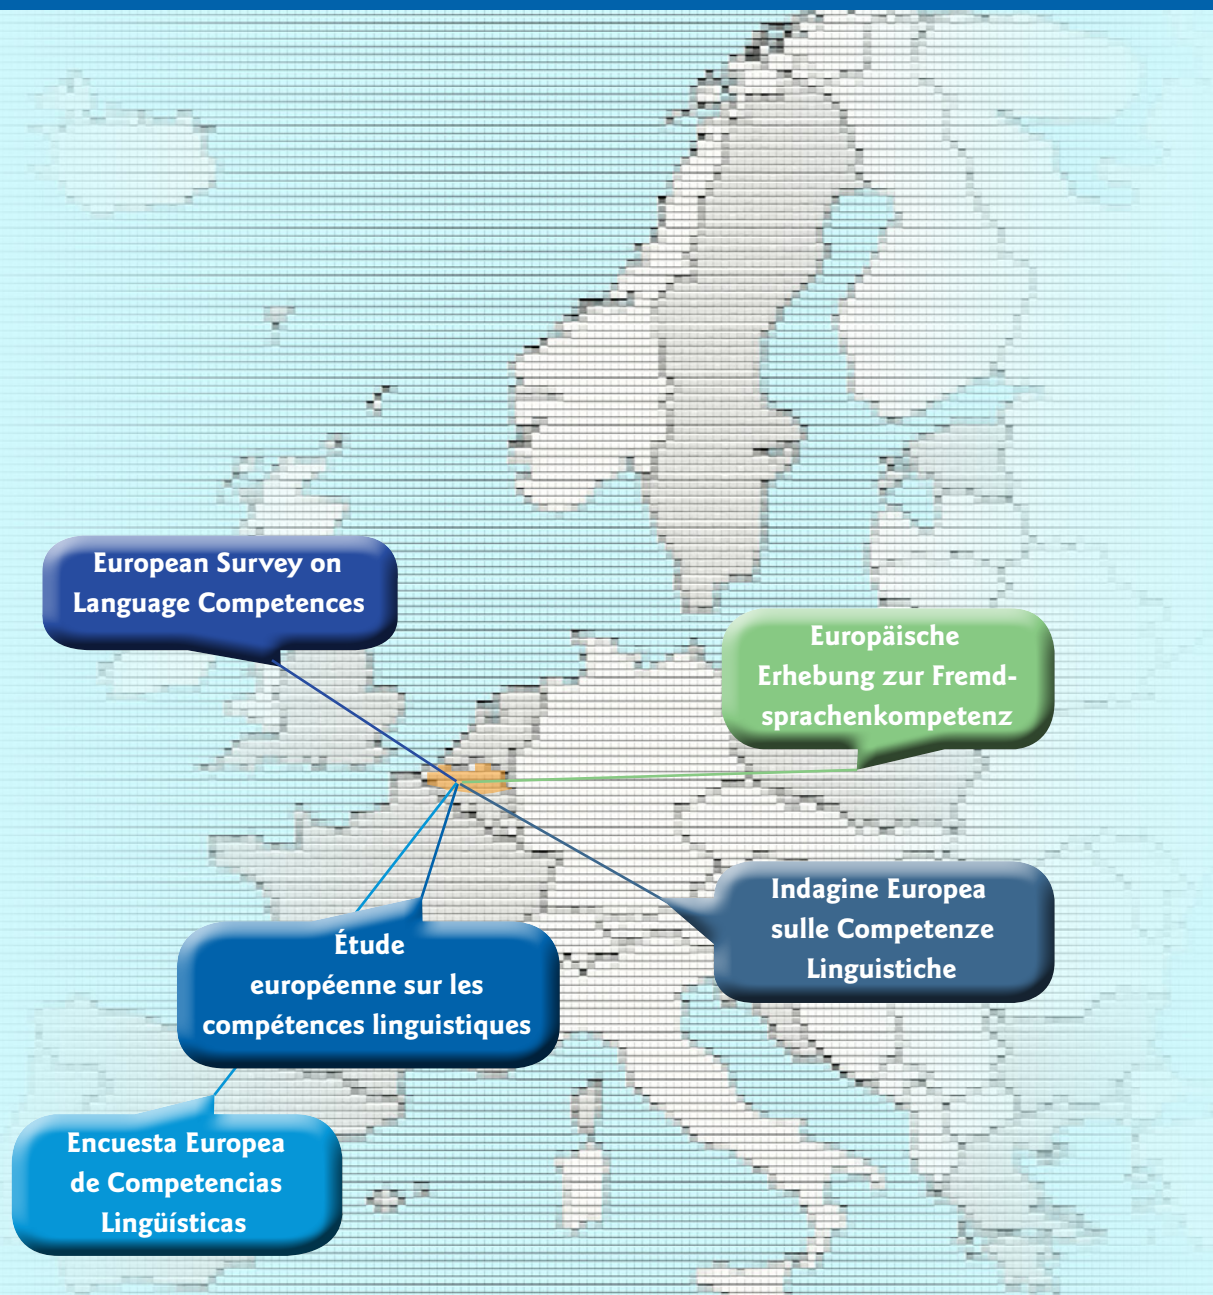 European Survey on
Language Competences
Europäische
Erhebung zur Fremd-
sprachenkompetenz
Indagine Europea
sulle Competenze
Linguistiche
Étude
européenne sur les
compétences linguistiques
Encuesta Europea
de Competencias
Lingüísticas